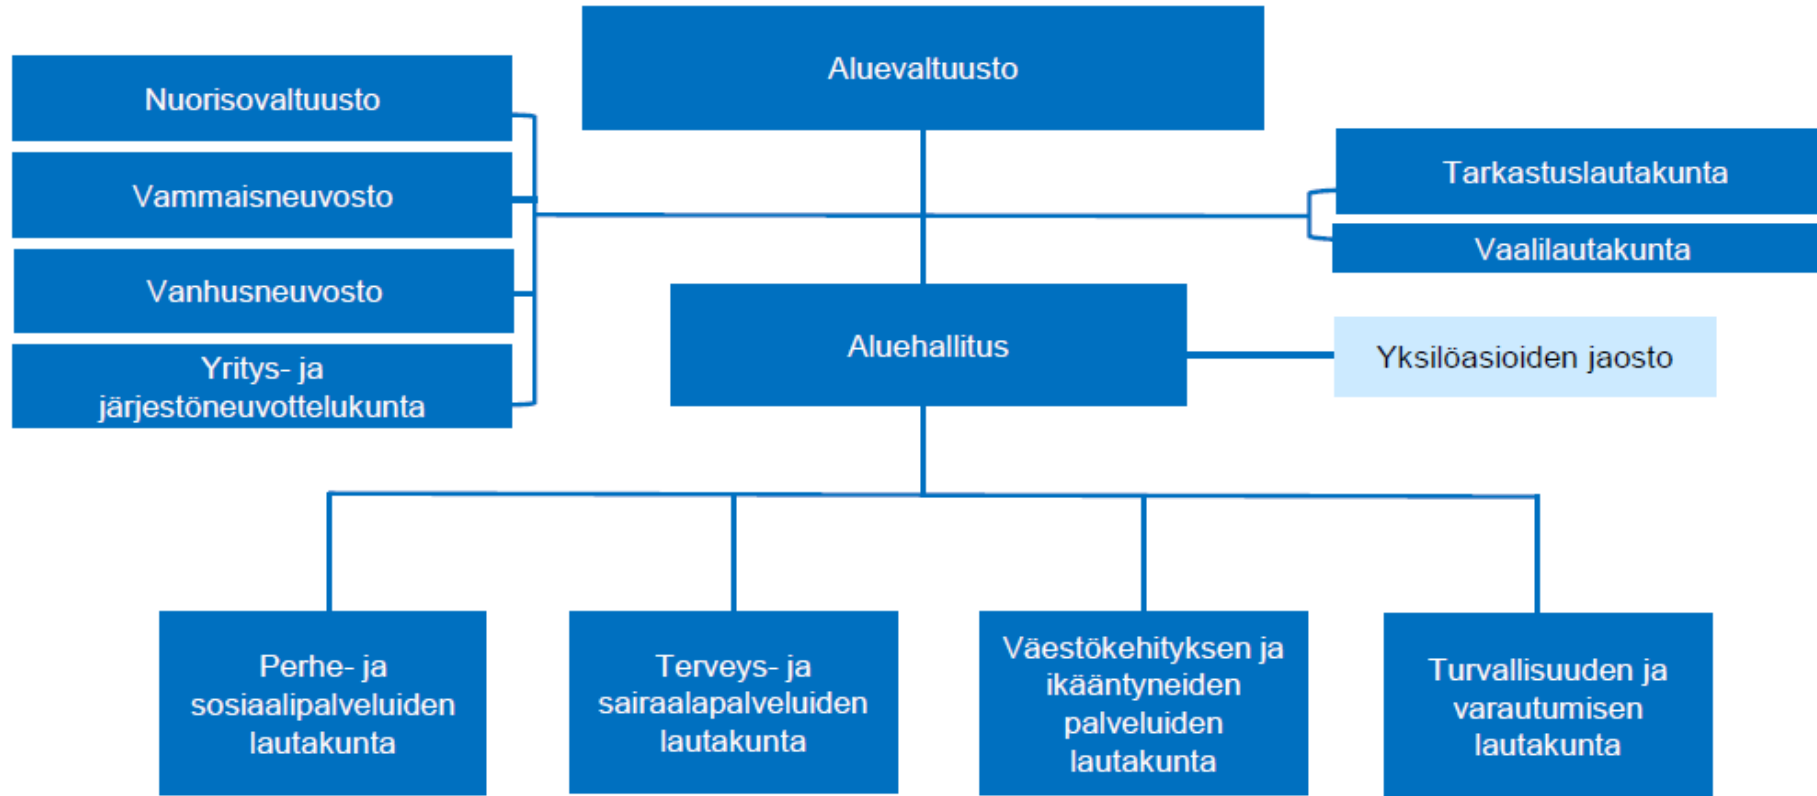 Aluevaltuusto
Nuorisovaltuusto
Vammaisneuvosto
Vanhusneuvosto
Yritys- ja
järjestöneuvottelukunta
Tarkastuslautakunta
Vaalilautakunta
Aluehallitus
Yksilöasioiden jaosto
Perhe- ja
sosiaalipalveluiden
lautakunta
Terveys- ja
sairaalapalveluiden
lautakunta
Väestökehityksen ja
ikääntyneiden
palveluiden
lautakunta
Turvallisuuden ja
varautumisen
lautakunta